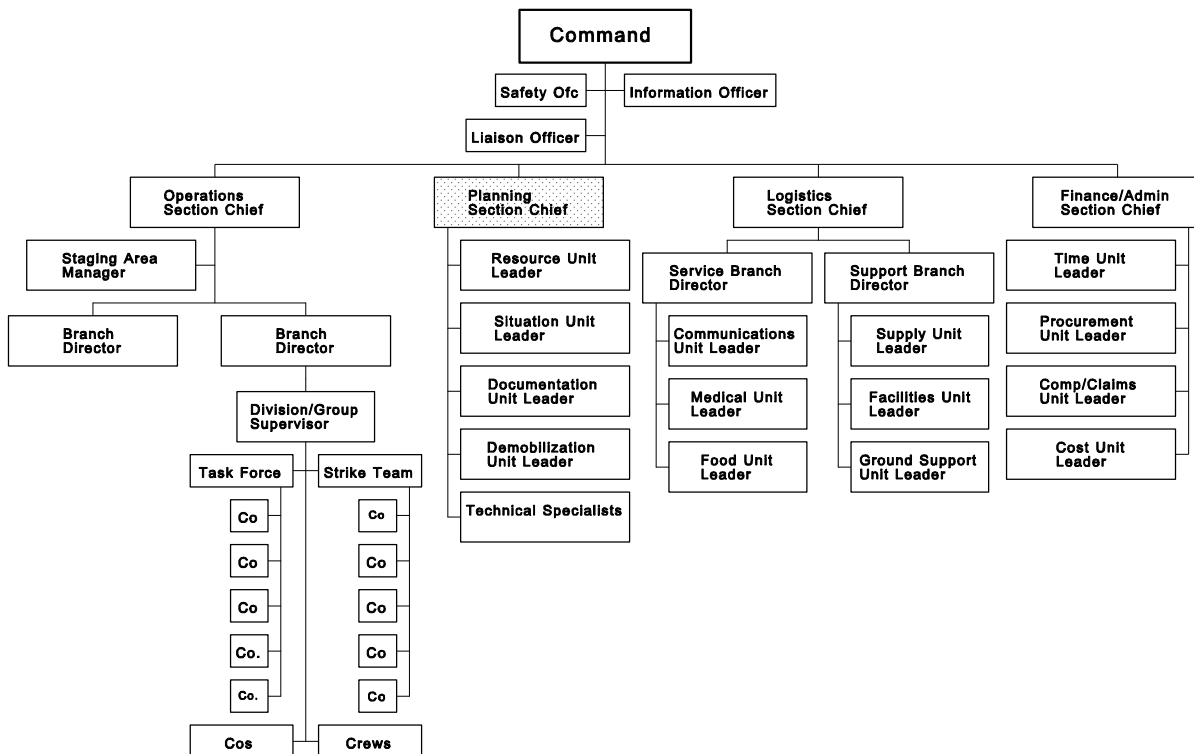 Command
Safety Ofc
Information Officer
Liaison Officer
Operations
Section Chief
Planning
Section Chief
Logistics
Section Chief
Finance/Admin
Section Chief
Staging Area
Manager
Branch
Director
Branch
Director
Division/Group
Supervisor
Task Force
Strike Team
Co
Co
Co
Co
Co
Co
Co.
Co
Co.
Co
Cos
Crews
Resource Unit
Leader
Situation Unit
Leader
Documentation
Unit Leader
Demobilization
Unit Leader
Technical Specialists
Service Branch
Director
Communications
Unit Leader
Medical Unit
Leader
Food Unit
Leader
Support Branch
Director
Supply Unit
Leader
Facilities Unit
Leader
Ground Support
Unit Leader
Time Unit
Leader
Procurement
Unit Leader
Comp/Claims
Unit Leader
Cost Unit
Leader